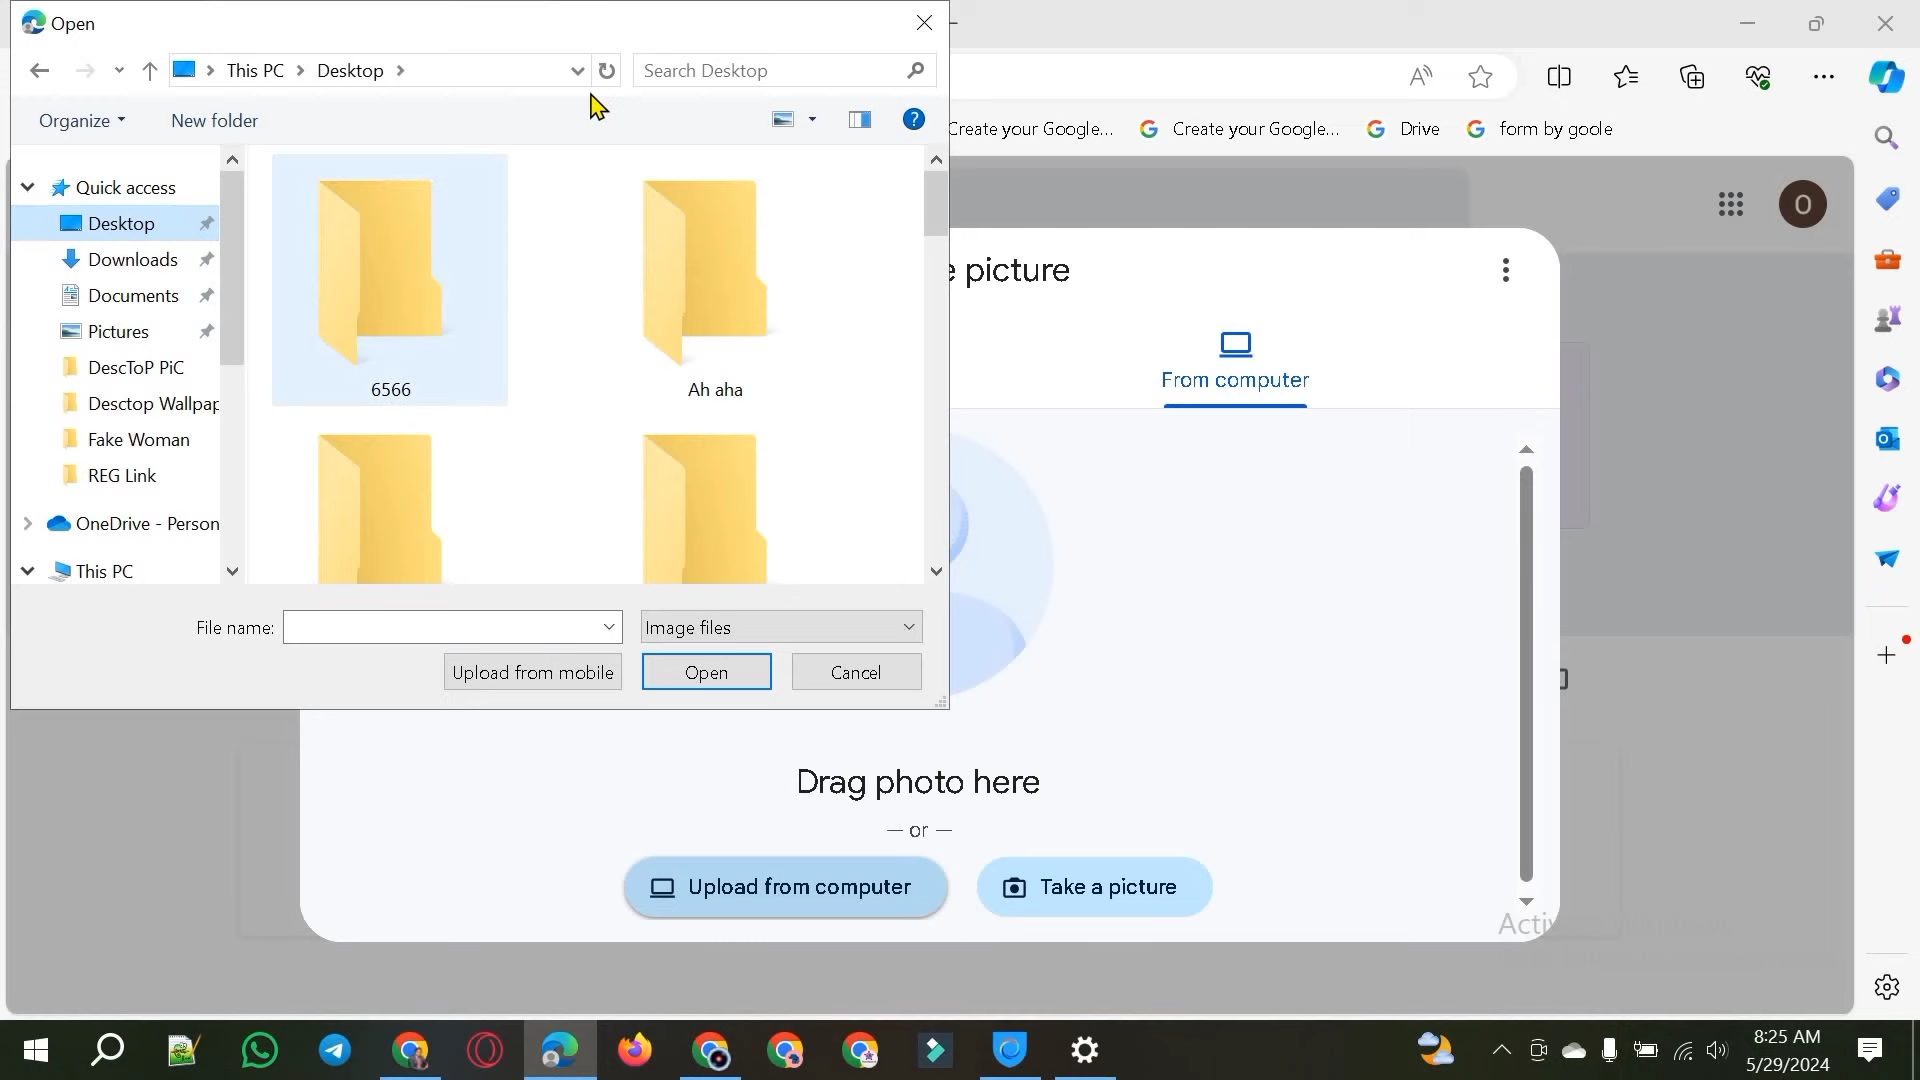 Open
This PC
Desktop
Search Desktop
Organize
New folder
Create your Google...
Create your Google...
Drive
form by goole
Quick access
Desktop
Downloads
Documents
Pictures
DescToP PiC
Desctop Wallpap
Fake Woman
REG Link
OneDrive - Person
This PC
6566
Ah aha
O
picture
From computer
File name:
Image files
Upload from mobile
Open
Cancel
Drag photo here
— or —
Upload from computer
Take a picture
8:25 AM
5/29/2024